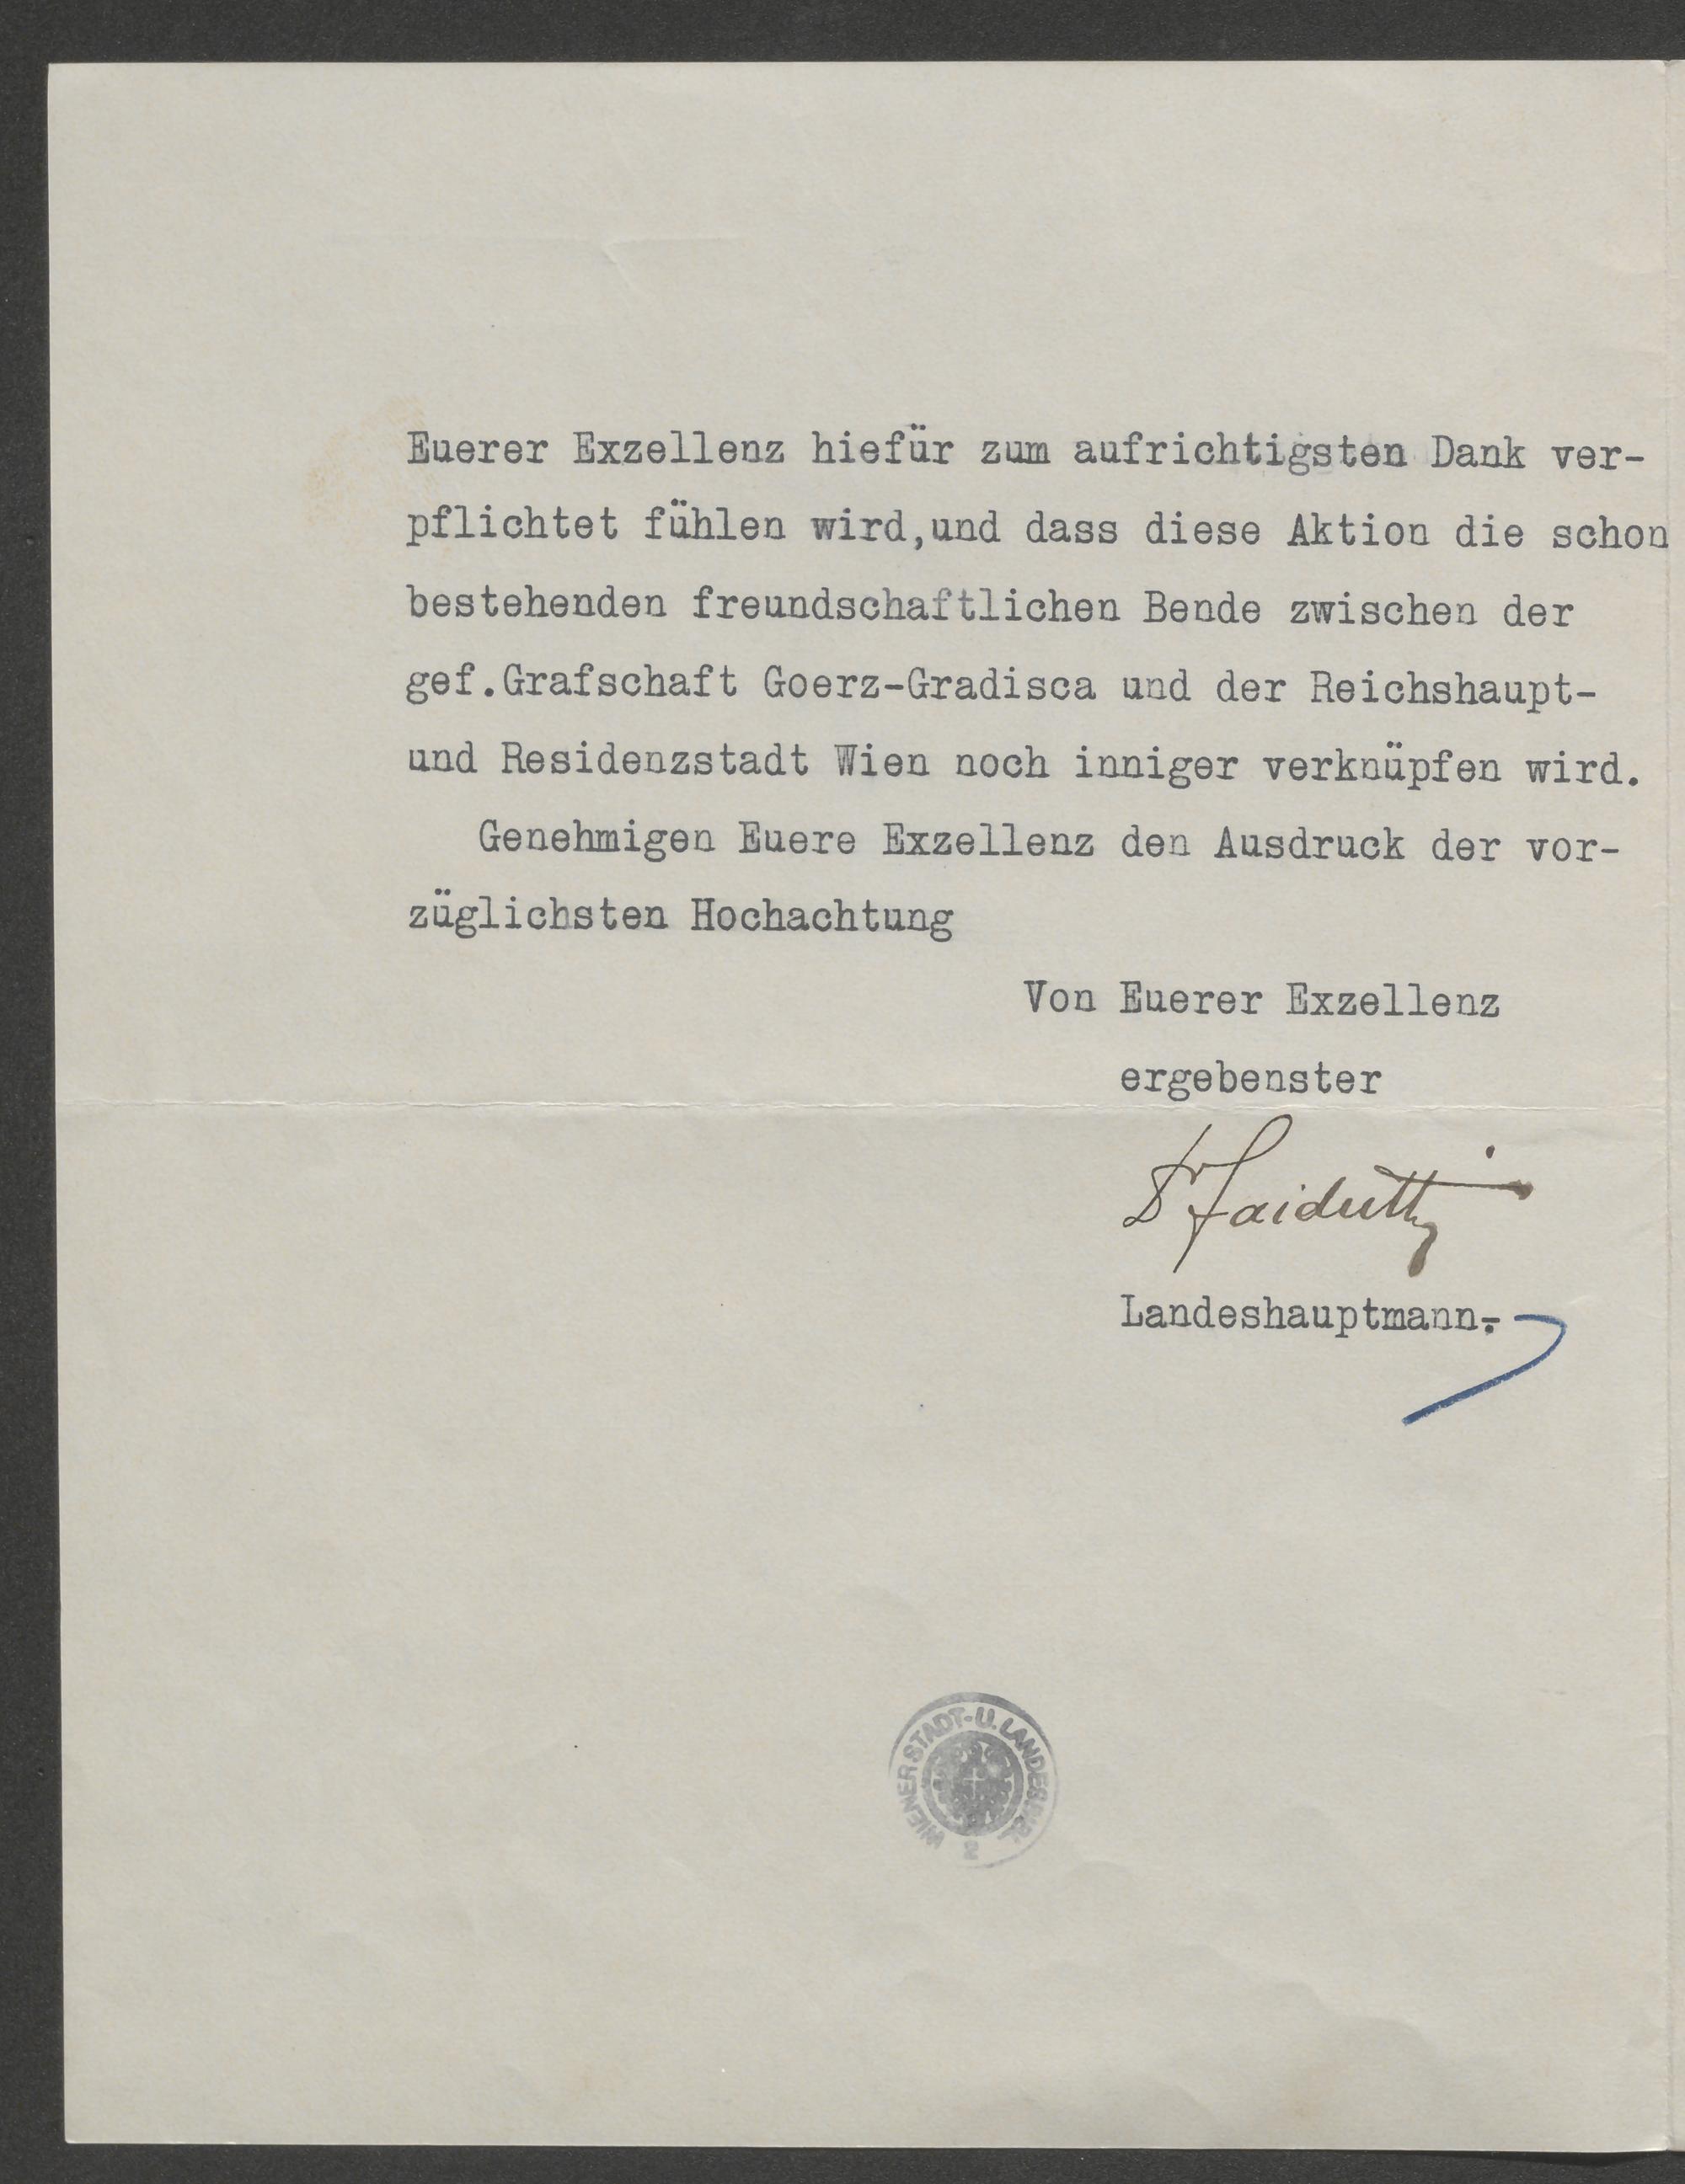 Euerer Exzellenz hiefür zum aufrichtigsten Dank ver-
pflichtet fühlen wird,und dass diese Aktion die schon
bestehenden freundschaftlichen Bende zwischen der
gef.Grafschaft Goerz-Gradisca und der Reichshaupt-
und Residenzstadt Wien noch inniger verknüpfen wird.
Genehmigen Euere Exzellenz den Ausdruck der vor-
züglichsten Hochachtung
Von Euerer Exzellenz
ergebenster
Dr Faidutti
Landeshauptmann.-
WIENER STADT-U. LANDESBIBL.